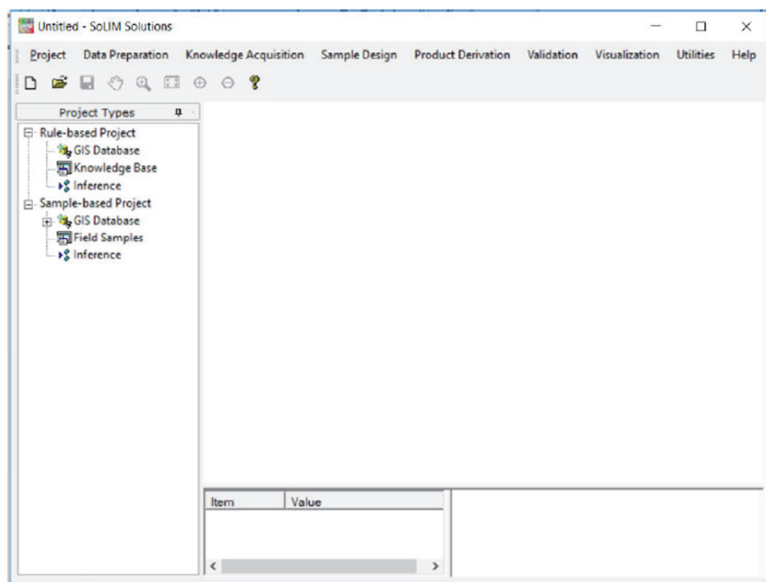 Untitled - SoLIM Solutions
Project Data Preparation Knowledge Acquisition Sample Design Product Derivation Validation Visualization Utilities Help
Project Types
Rule-based Project
GIS Database
Knowledge Base
Inference
Sample-based Project
GIS Database
Field Samples
Inference
Item Value